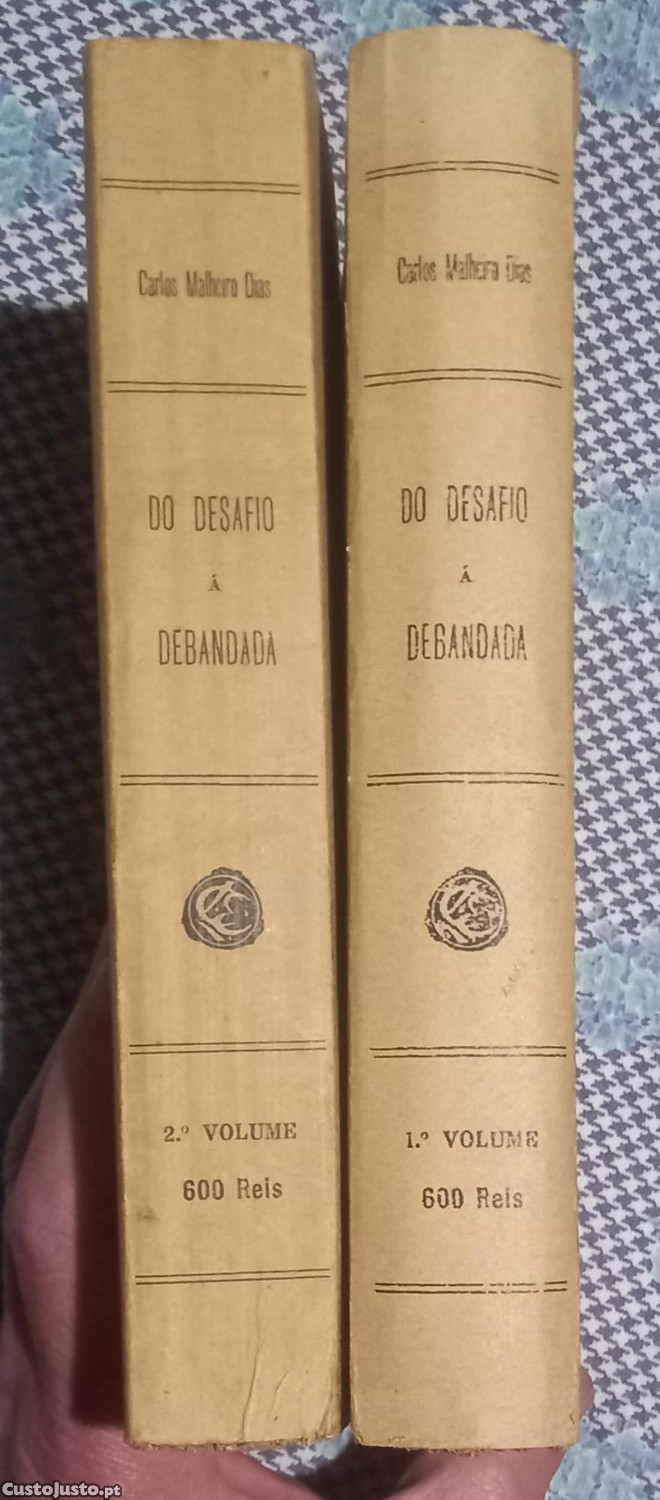 Carlos Malheiro Dias
DO DESAFIO
Á
DEBANDADA
2.º VOLUME
600 Reis
Carlos Malheiro Dias
DO DESAFIO
Á
DEBANDADA
1.º VOLUME
600 Reis
CustoJusto.pt